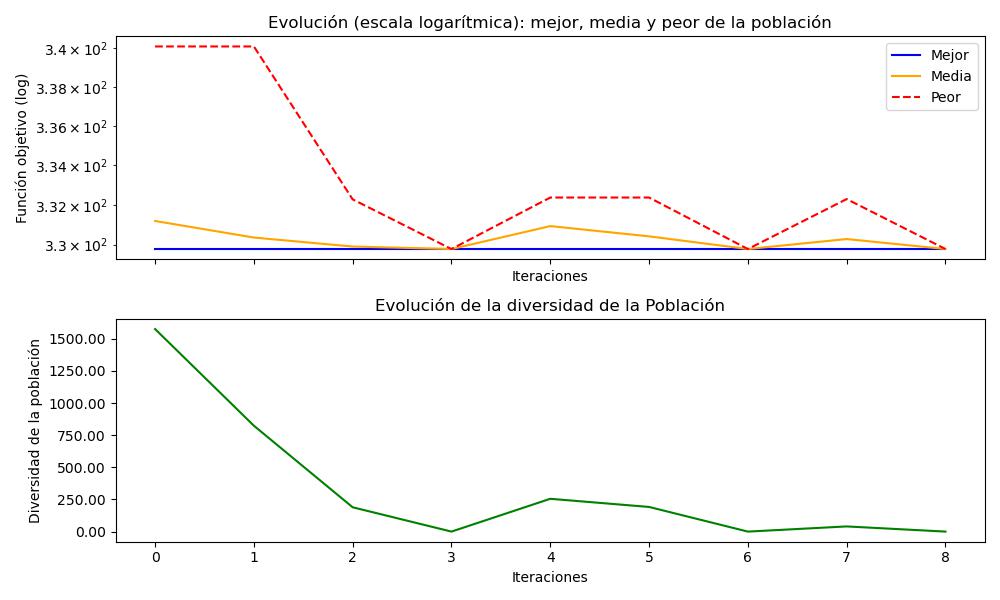 Evolución (escala logarítmica): mejor, media y peor de la población
Función objetivo (log)
3.4 × 10²
3.38 × 10²
3.36 × 10²
3.34 × 10²
3.32 × 10²
3.3 × 10²
Mejor
Media
Peor
Iteraciones
Evolución de la diversidad de la Población
Diversidad de la población
1500.00
1250.00
1000.00
750.00
500.00
250.00
0.00
0 1 2 3 4 5 6 7 8
Iteraciones